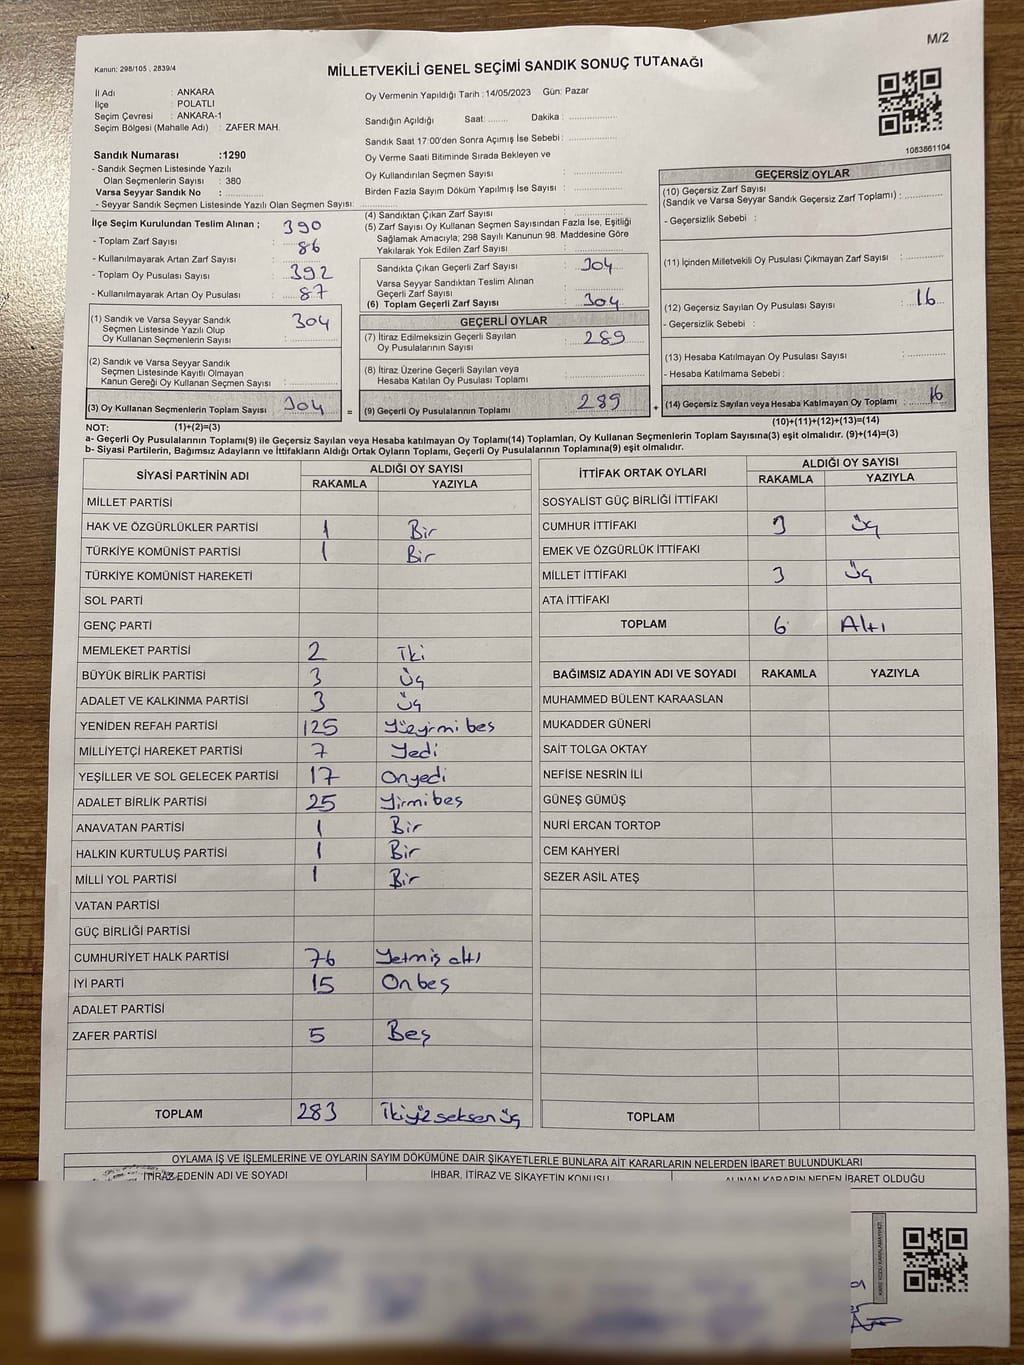 M/2
Kanun: 298/105 , 2839/4
MİLLETVEKİLİ GENEL SEÇİMİ SANDIK SONUÇ TUTANAĞI
İl Adı : ANKARA
İlçe : POLATLI
Seçim Çevresi : ANKARA-1
Seçim Bölgesi (Mahalle Adı) : ZAFER MAH.
Oy Vermenin Yapıldığı Tarih : 14/05/2023 Gün: Pazar
Sandığın Açıldığı Saat: ........ Dakika : ................
Sandık Saat 17:00'den Sonra Açımış İse Sebebi : ................
1083861104
Sandık Numarası :1290
- Sandık Seçmen Listesinde Yazılı
Olan Seçmenlerin Sayısı : 380
Varsa Seyyar Sandık No : ................
- Seyyar Sandık Seçmen Listesinde Yazılı Olan Seçmen Sayısı: ................
Oy Verme Saati Bitiminde Sırada Bekleyen ve
Oy Kullandırılan Seçmen Sayısı : ................
Birden Fazla Sayım Döküm Yapılmış İse Sayısı : ................
İlçe Seçim Kurulundan Teslim Alınan ;
- Toplam Zarf Sayısı : 390
- Kullanılmayarak Artan Zarf Sayısı : 86
- Toplam Oy Pusulası Sayısı : 392
- Kullanılmayarak Artan Oy Pusulası : 87
(1) Sandık ve Varsa Seyyar Sandık
Seçmen Listesinde Yazılı Olup
Oy Kullanan Seçmenlerin Sayısı : 304
(2) Sandık ve Varsa Seyyar Sandık
Seçmen Listesinde Kayıtlı Olmayan
Kanun Gereği Oy Kullanan Seçmen Sayısı : ................
(3) Oy Kullanan Seçmenlerin Toplam Sayısı 304 =
(4) Sandıktan Çıkan Zarf Sayısı : ................
(5) Zarf Sayısı Oy Kullanan Seçmen Sayısından Fazla İse, Eşitliği
Sağlamak Amacıyla; 298 Sayılı Kanunun 98. Maddesine Göre
Yakılarak Yok Edilen Zarf Sayısı : ................
Sandıkta Çıkan Geçerli Zarf Sayısı : 304
Varsa Seyyar Sandıktan Teslim Alınan
Geçerli Zarf Sayısı : ................
(6) Toplam Geçerli Zarf Sayısı : 304
GEÇERLİ OYLAR
(7) İtiraz Edilmeksizin Geçerli Sayılan
Oy Pusulalarının Sayısı : 289
(8) İtiraz Üzerine Geçerli Sayılan veya
Hesaba Katılan Oy Pusulası Toplamı ................
(9) Geçerli Oy Pusulalarının Toplamı 289 +
GEÇERSİZ OYLAR
(10) Geçersiz Zarf Sayısı
(Sandık ve Varsa Seyyar Sandık Geçersiz Zarf Toplamı) : ............
- Geçersizlik Sebebi :
(11) İçinden Milletvekili Oy Pusulası Çıkmayan Zarf Sayısı : ............
(12) Geçersiz Sayılan Oy Pusulası Sayısı : 16
- Geçersizlik Sebebi :
(13) Hesaba Katılmayan Oy Pusulası Sayısı : ............
- Hesaba Katılmama Sebebi :
(14) Geçersiz Sayılan veya Hesaba Katılmayan Oy Toplamı 16
NOT: (1)+(2)=(3) (10)+(11)+(12)+(13)=(14)
a- Geçerli Oy Pusulalarının Toplamı(9) ile Geçersiz Sayılan veya Hesaba katılmayan Oy Toplamı(14) Toplamları, Oy Kullanan Seçmenlerin Toplam Sayısına(3) eşit olmalıdır. (9)+(14)=(3)
b- Siyasi Partilerin, Bağımsız Adayların ve İttifakların Aldığı Ortak Oyların Toplamı, Geçerli Oy Pusulalarının Toplamına(9) eşit olmalıdır.
SİYASİ PARTİNİN ADI ALDIĞI OY SAYISI
RAKAMLA YAZIYLA
MİLLET PARTİSİ
HAK VE ÖZGÜRLÜKLER PARTİSİ 1 Bir
TÜRKİYE KOMÜNİST PARTİSİ 1 Bir
TÜRKİYE KOMÜNİST HAREKETİ
SOL PARTİ
GENÇ PARTİ
MEMLEKET PARTİSİ 2 İki
BÜYÜK BİRLİK PARTİSİ 3 Üç
ADALET VE KALKINMA PARTİSİ 3 Üç
YENİDEN REFAH PARTİSİ 125 Yüzyirmi beş
MİLLİYETÇİ HAREKET PARTİSİ 7 Yedi
YEŞİLLER VE SOL GELECEK PARTİSİ 17 Onyedi
ADALET BİRLİK PARTİSİ 25 Yirmi beş
ANAVATAN PARTİSİ 1 Bir
HALKIN KURTULUŞ PARTİSİ 1 Bir
MİLLİ YOL PARTİSİ 1 Bir
VATAN PARTİSİ
GÜÇ BİRLİĞİ PARTİSİ
CUMHURİYET HALK PARTİSİ 76 Yetmiş altı
İYİ PARTİ 15 On beş
ADALET PARTİSİ
ZAFER PARTİSİ 5 Beş
TOPLAM 283 İkiyüz seksen üç
İTTİFAK ORTAK OYLARI ALDIĞI OY SAYISI
RAKAMLA YAZIYLA
SOSYALİST GÜÇ BİRLİĞİ İTTİFAKI
CUMHUR İTTİFAKI 3 Üç
EMEK VE ÖZGÜRLÜK İTTİFAKI
MİLLET İTTİFAKI 3 Üç
ATA İTTİFAKI
TOPLAM 6 Altı
BAĞIMSIZ ADAYIN ADI VE SOYADI RAKAMLA YAZIYLA
MUHAMMED BÜLENT KARAASLAN
MUKADDER GÜNERİ
SAİT TOLGA OKTAY
NEFİSE NESRİN İLİ
GÜNEŞ GÜMÜŞ
NURİ ERCAN TORTOP
CEM KAHYERİ
SEZER ASİL ATEŞ
TOPLAM
OYLAMA İŞ VE İŞLEMLERİNE VE OYLARIN SAYIM DÖKÜMÜNE DAİR ŞİKAYETLERLE BUNLARA AİT KARARLARIN NELERDEN İBARET BULUNDUKLARI
İTİRAZ EDENİN ADI VE SOYADI İHBAR, İTİRAZ VE ŞİKAYETİN KONUSU ALINAN KARARIN NEDEN İBARET OLDUĞU